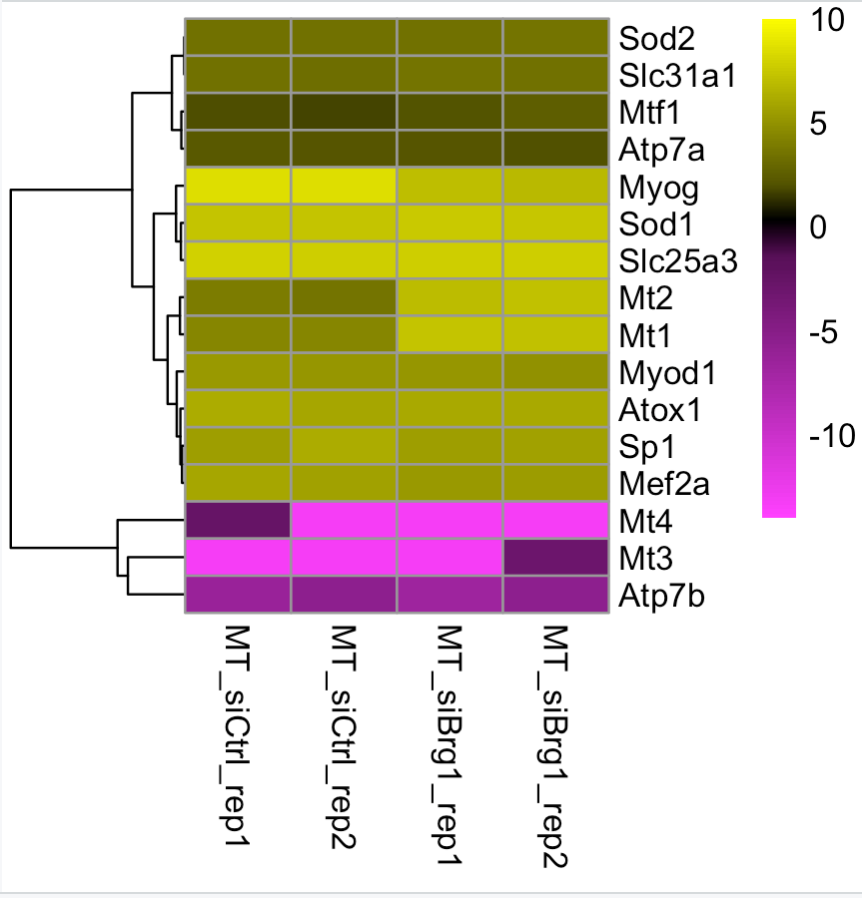 Sod2
Slc31a1
Mtf1
Atp7a
Myog
Sod1
Slc25a3
Mt2
Mt1
Myod1
Atox1
Sp1
Mef2a
Mt4
Mt3
Atp7b
10
5
0
-5
-10
MT_siCtrl_rep1
MT_siCtrl_rep2
MT_siBrg1_rep1
MT_siBrg1_rep2